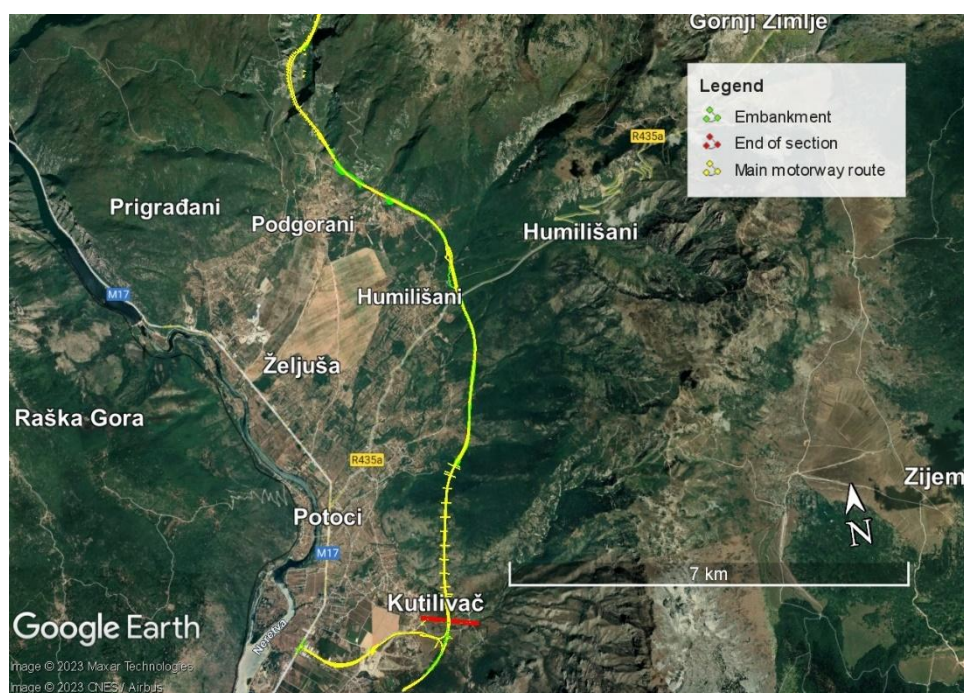 Gornji Zimlje
Legend
Embankment
End of section
Main motorway route
R435a
Prigrađani
Podgorani
Humilišani
M17
Humilišani
Željuša
Raška Gora
R435a
Zijem
Potoci
N
M17
7 km
Kutilivač
Neretva
Google Earth
Image © 2023 Maxar Technologies
Image © 2023 CNES / Airbus